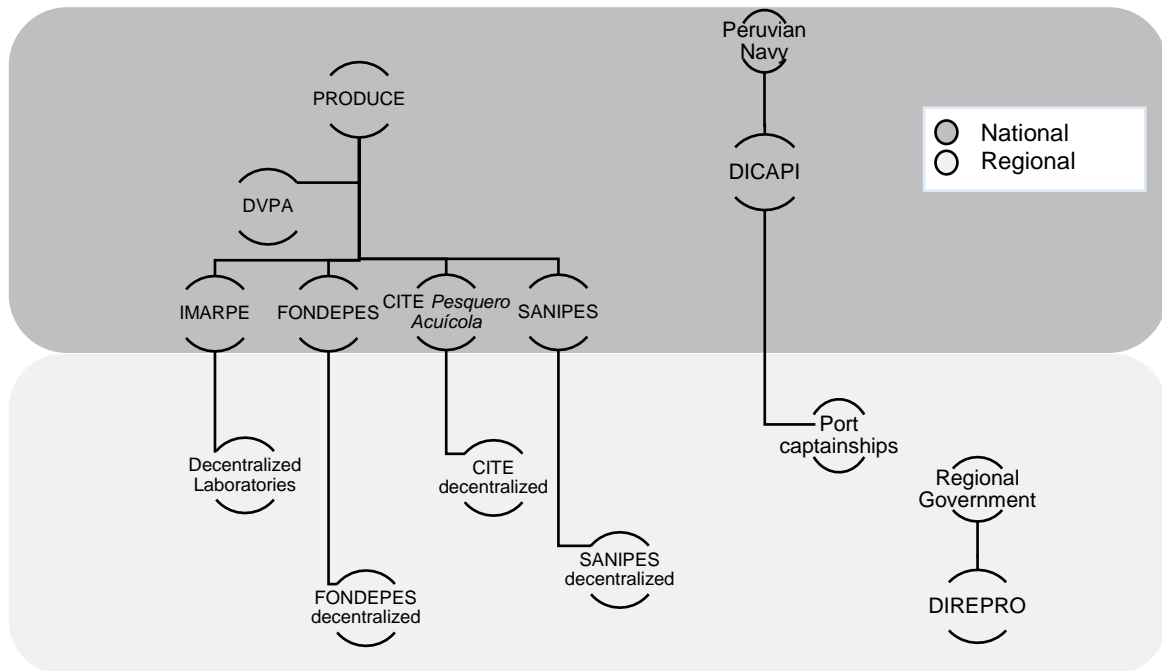 Peruvian
Navy
PRODUCE
National
Regional
DICAPI
DVPA
IMARPE
FONDEPES
CITE Pesquero
Acuícola
SANIPES
Port
captainships
Decentralized
Laboratories
CITE
decentralized
Regional
Government
SANIPES
decentralized
FONDEPES
decentralized
DIREPRO